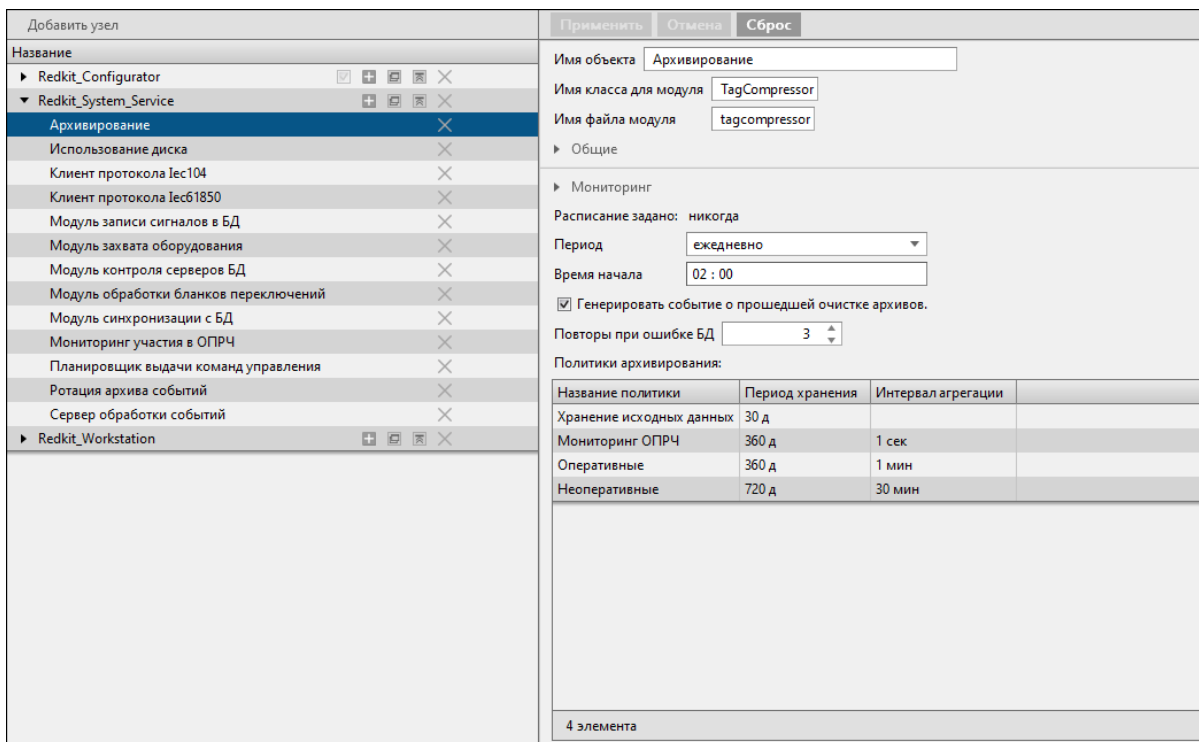 Добавить узел
Название
Redkit_Configurator
Redkit_System_Service
Архивирование
Использование диска
Клиент протокола Iec104
Клиент протокола Iec61850
Модуль записи сигналов в БД
Модуль захвата оборудования
Модуль контроля серверов БД
Модуль обработки бланков переключений
Модуль синхронизации с БД
Мониторинг участия в ОПРЧ
Планировщик выдачи команд управления
Ротация архива событий
Сервер обработки событий
Redkit_Workstation
Применить Отмена Сброс
Имя объекта Архивирование
Имя класса для модуля TagCompressor
Имя файла модуля tagcompressor
Общие
Мониторинг
Расписание задано: никогда
Период ежедневно
Время начала 02 : 00
Генерировать событие о прошедшей очистке архивов.
Повторы при ошибке БД 3
Политики архивирования:
Название политики Период хранения Интервал агрегации
Хранение исходных данных 30 д
Мониторинг ОПРЧ 360 д 1 сек
Оперативные 360 д 1 мин
Неоперативные 720 д 30 мин
4 элемента